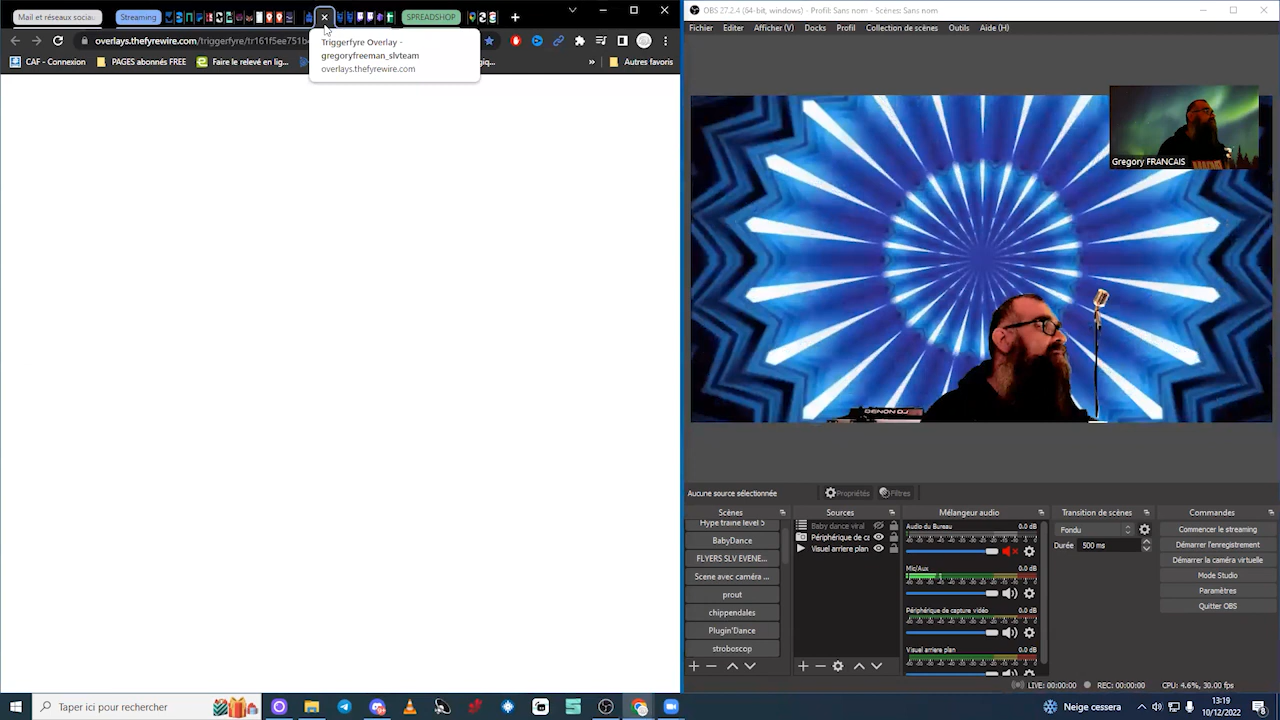 Mail et réseaux sociau
Streaming
SPREADSHOP
overlays.thefyrewire.com/triggerfyre/tr161f5ee751b
Triggerfyre Overlay -
gregoryfreeman_slvteam
overlays.thefyrewire.com
CAF - Connexion
PAGES abonnés FREE
Faire le relevé en lig...
giq...
»
Autres favoris
OBS 27.2.4 (64-bit, windows) - Profil: Sans nom - Scènes: Sans nom
Fichier
Editer
Afficher (V)
Docks
Profil
Collection de scènes
Outils
Aide (H)
Gregory FRANCAIS
DENON DJ
Aucune source sélectionnée
Propriétés
Filtres
Scènes
Hype traine level 5
BabyDance
FLYERS SLV EVENE...
Scene avec caméra ...
prout
chippendales
Plugin'Dance
stroboscop
Sources
Baby dance viral
Périphérique de ca
Visuel arriere plan
Mélangeur audio
Audio du Bureau
0.0 dB
Mic/Aux
0.0 dB
Périphérique de capture vidéo
0.0 dB
Visuel arriere plan
0.0 dB
Transition de scènes
Fondu
Durée
500 ms
Commandes
Commencer le streaming
Démarrer l'enregistrement
Démarrer la caméra virtuelle
Mode Studio
Paramètres
Quitter OBS
LIVE: 00:00:00
REC: 00:00:00
CPU: 4.6%, 30.00 fps
Taper ici pour rechercher
Neige cessera
13:19
10/12/2022